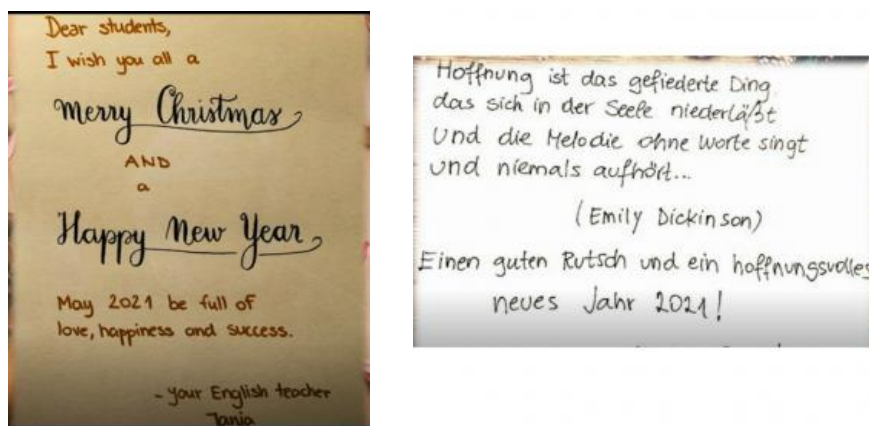 Dear students,
I wish you all a
Merry Christmas
AND
a
Happy New Year
May 2021 be full of
love, happiness and success.
- your English teacher
Tanja
Hoffnung ist das gefiederte Ding
das sich in der Seele niederläßt
Und die Melodie ohne Worte singt
und niemals aufhört...
(Emily Dickinson)
Einen guten Rutsch und ein hoffnungsvolles
neues Jahr 2021!